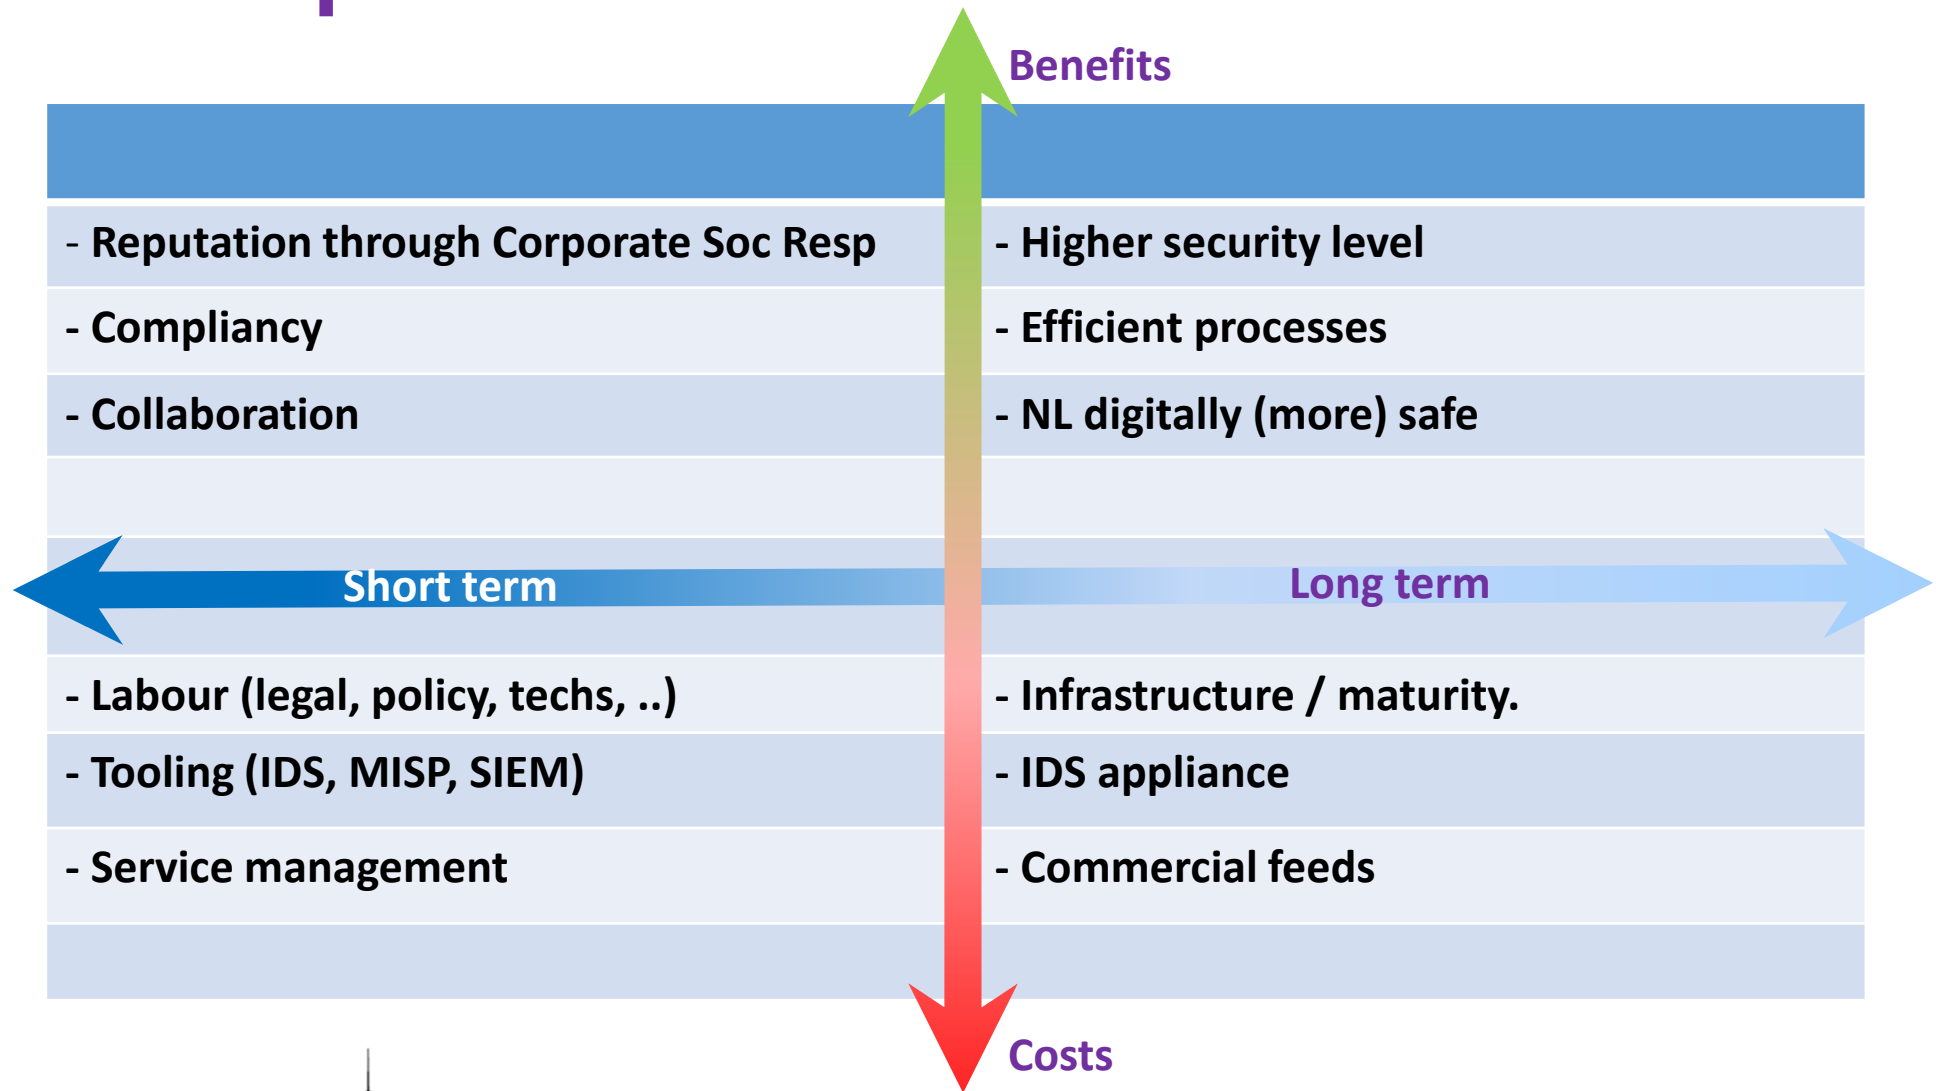 Benefits
- Reputation through Corporate Soc Resp
- Higher security level
- Compliancy
- Efficient processes
- Collaboration
- NL digitally (more) safe
Short term
Long term
- Labour (legal, policy, techs, ..)
- Infrastructure / maturity.
- Tooling (IDS, MISP, SIEM)
- IDS appliance
- Service management
- Commercial feeds
Costs